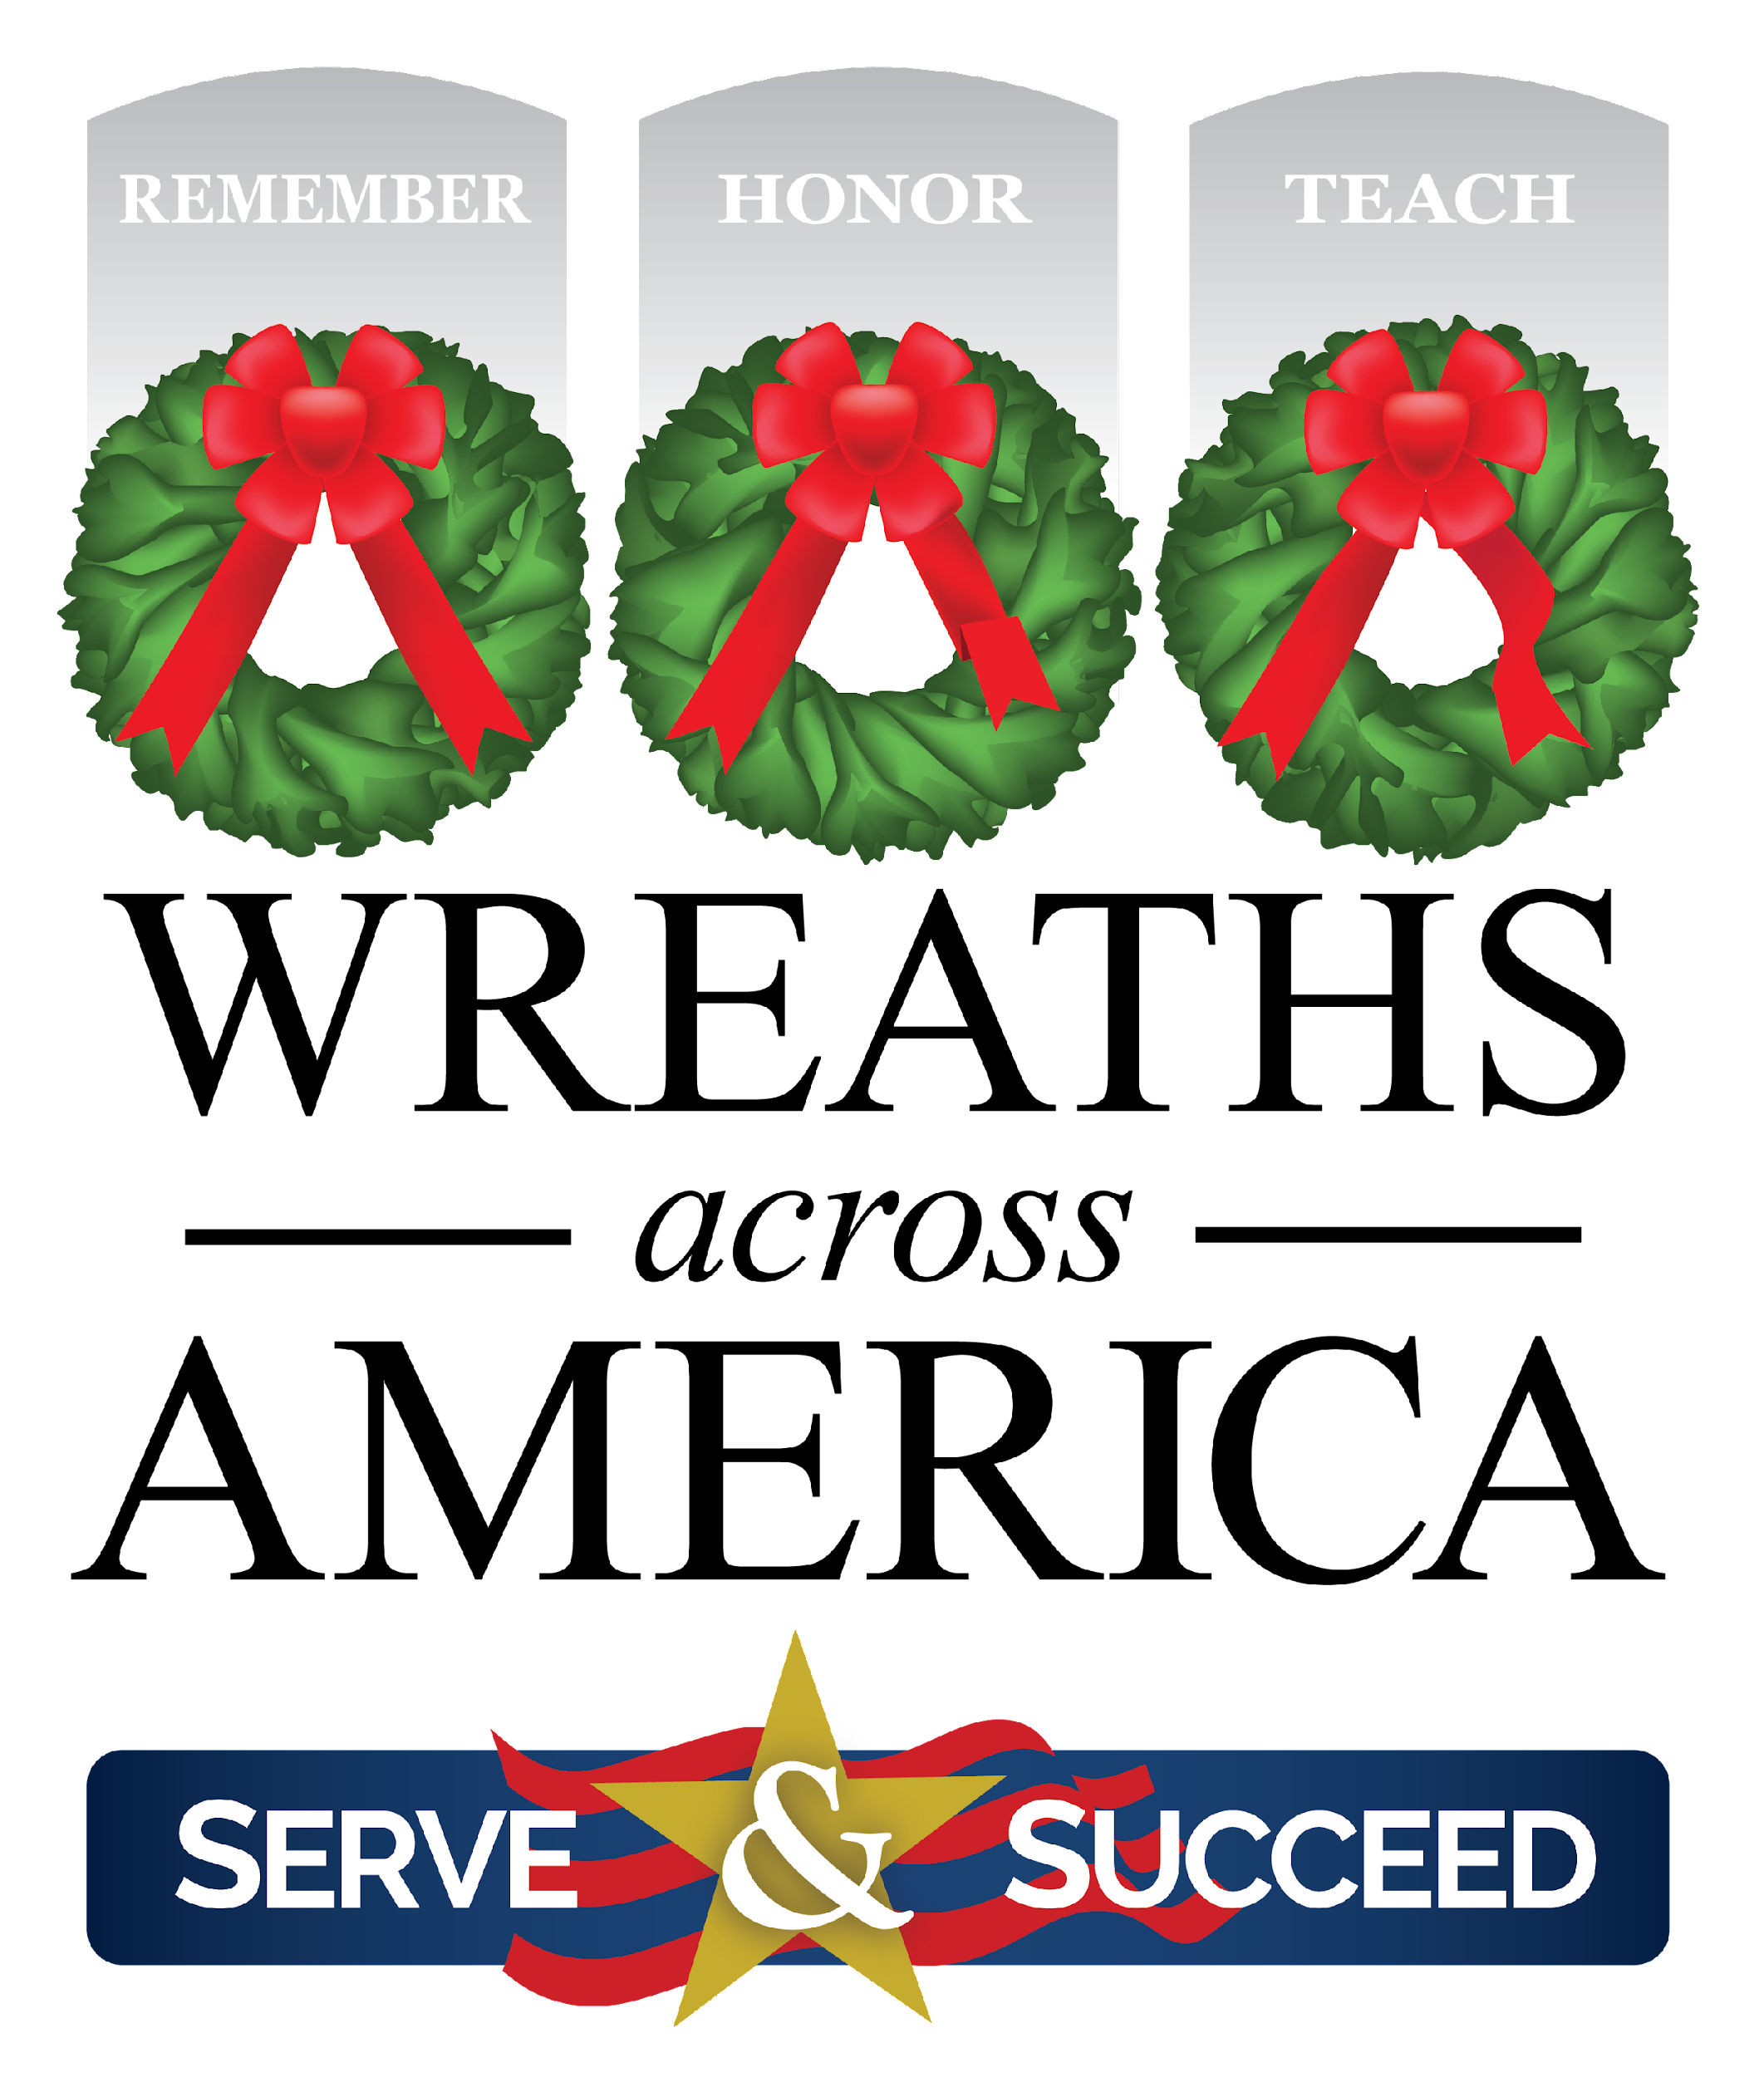 REMEMBER HONOR TEACH
WREATHS
across
AMERICA
SERVE & SUCCEED